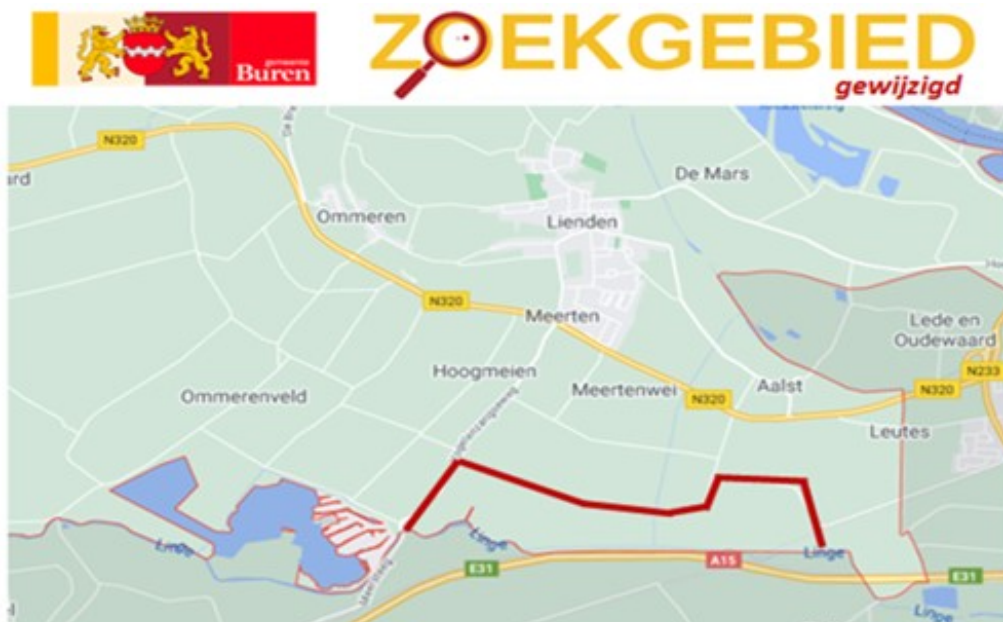 gemeente
Buren
ZOEKGEBIED
gewijzigd
N320
De Mars
Ommeren
Lienden
N320
Meerten
Lede en
Oudewaard
Hoogmeien
N233
Ommerenveld
Meertenwei
Aalst
N320
N320
Leutes
Linge
Linge
Linge
A15
E31
E31
Linge